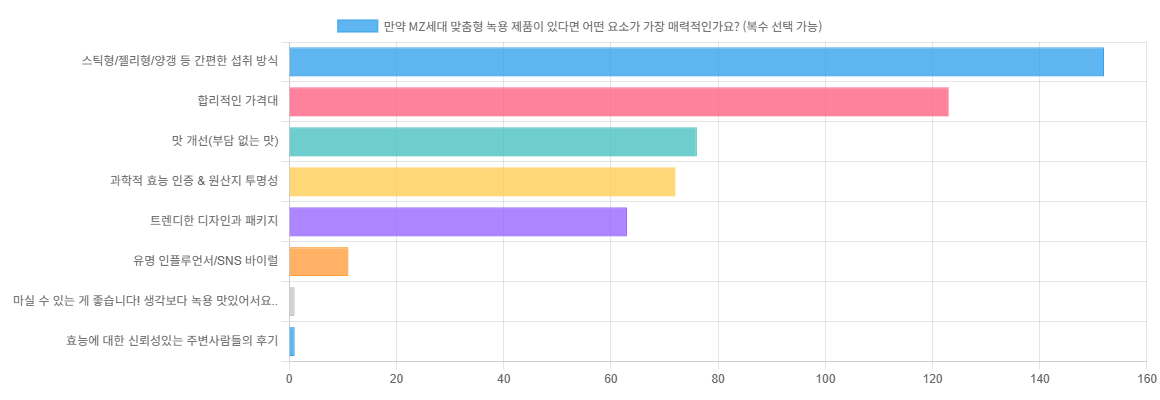 만약 MZ세대 맞춤형 녹용 제품이 있다면 어떤 요소가 가장 매력적인가요? (복수 선택 가능)
스틱형/젤리형/양갱 등 간편한 섭취 방식
합리적인 가격대
맛 개선(부담 없는 맛)
과학적 효능 인증 & 원산지 투명성
트렌디한 디자인과 패키지
유명 인플루언서/SNS 바이럴
마실 수 있는 게 좋습니다! 생각보다 녹용 맛있어서요..
효능에 대한 신뢰성있는 주변사람들의 후기
0 20 40 60 80 100 120 140 160